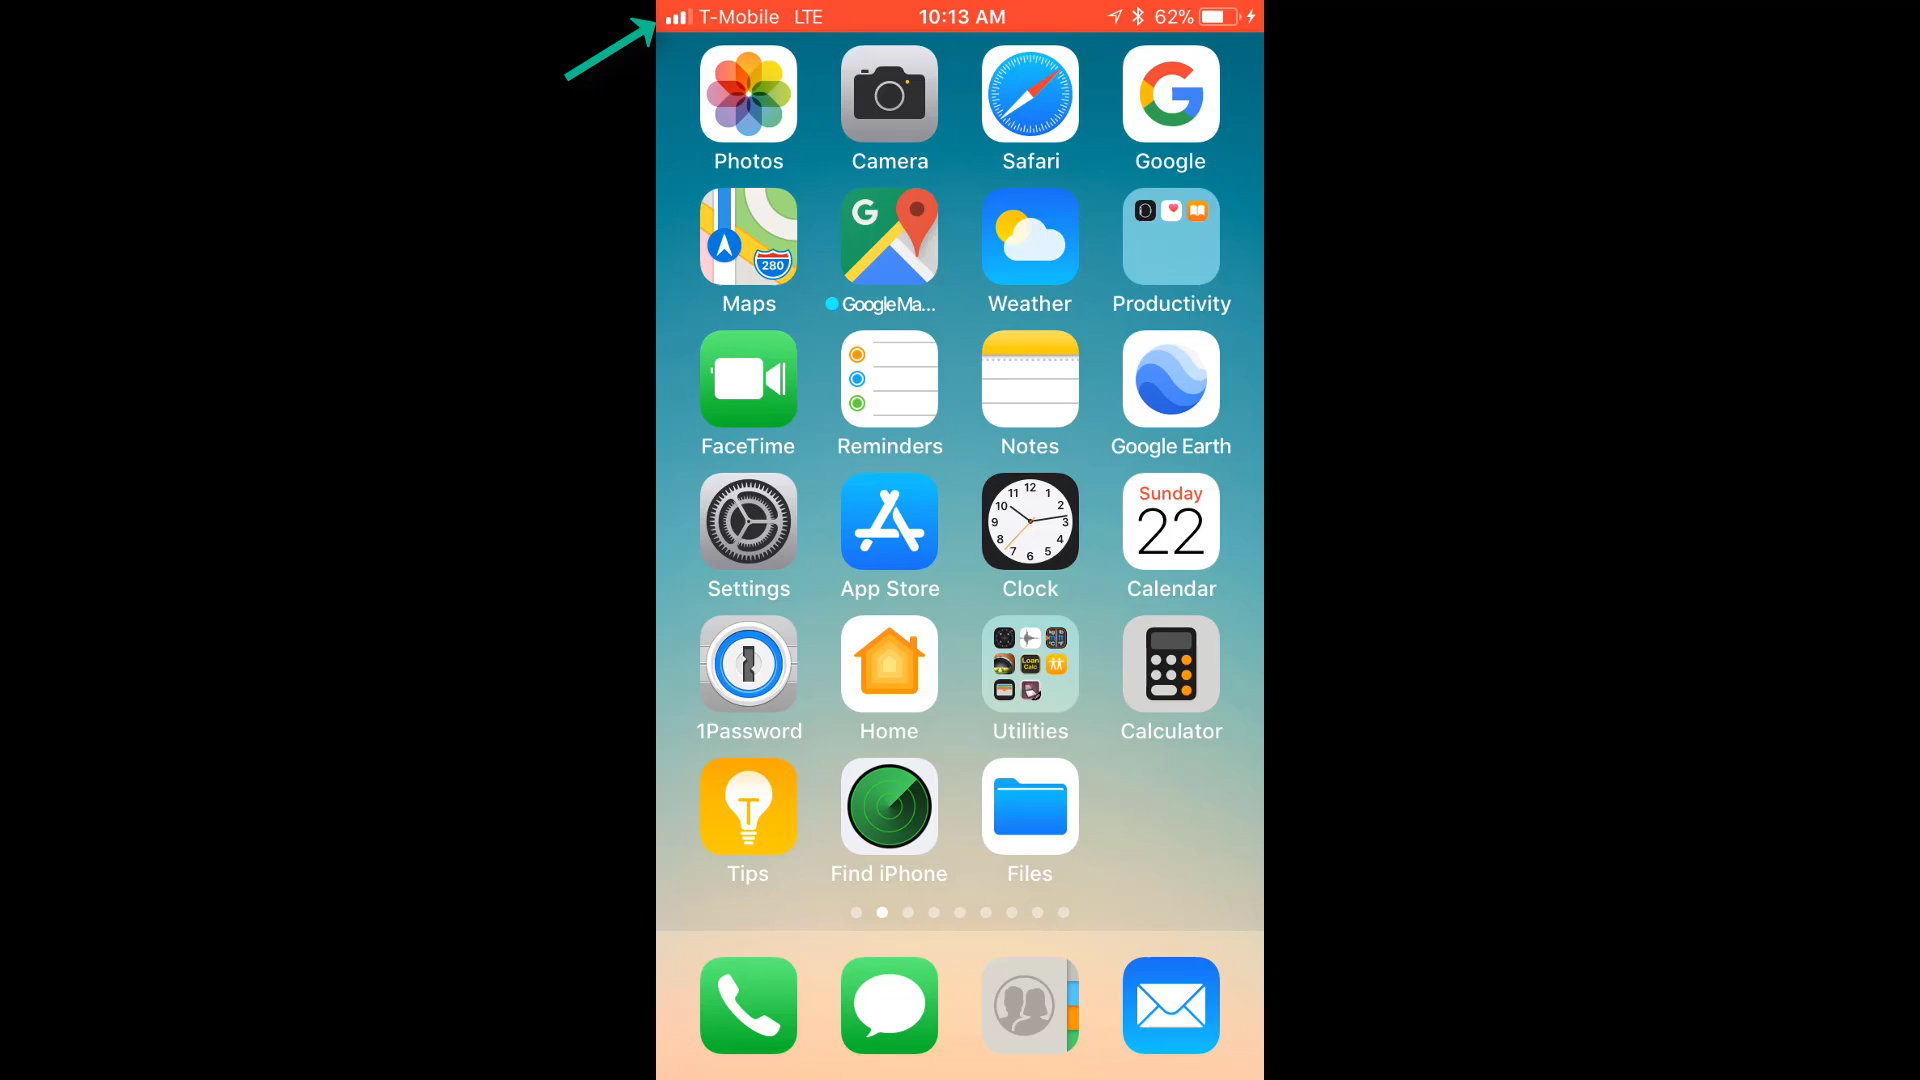 T-Mobile LTE 10:13 AM 62%
Photos Camera Safari Google
280
Maps GoogleMa... Weather Productivity
FaceTime Reminders Notes Google Earth
12
11 1
10 2
9 3
8 4
7 5
6
Sunday
22
Settings App Store Clock Calendar
Loan
Calc
1Password Home Utilities Calculator
Tips Find iPhone Files